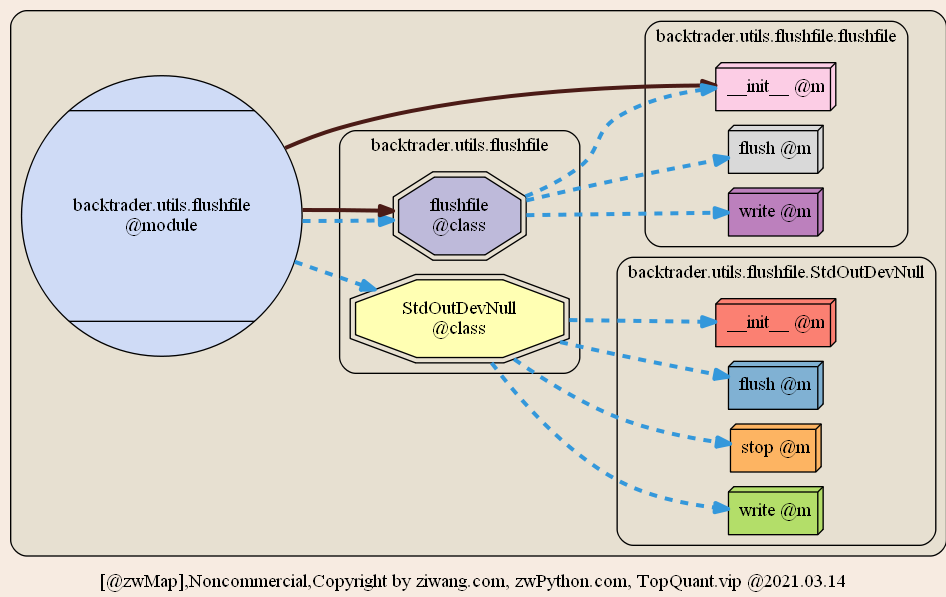 backtrader.utils.flushfile
@module
backtrader.utils.flushfile
flushfile
@class
StdOutDevNull
@class
backtrader.utils.flushfile.flushfile
__init__ @m
flush @m
write @m
backtrader.utils.flushfile.StdOutDevNull
__init__ @m
flush @m
stop @m
write @m
[@zwMap],Noncommercial,Copyright by ziwang.com, zwPython.com, TopQuant.vip @2021.03.14